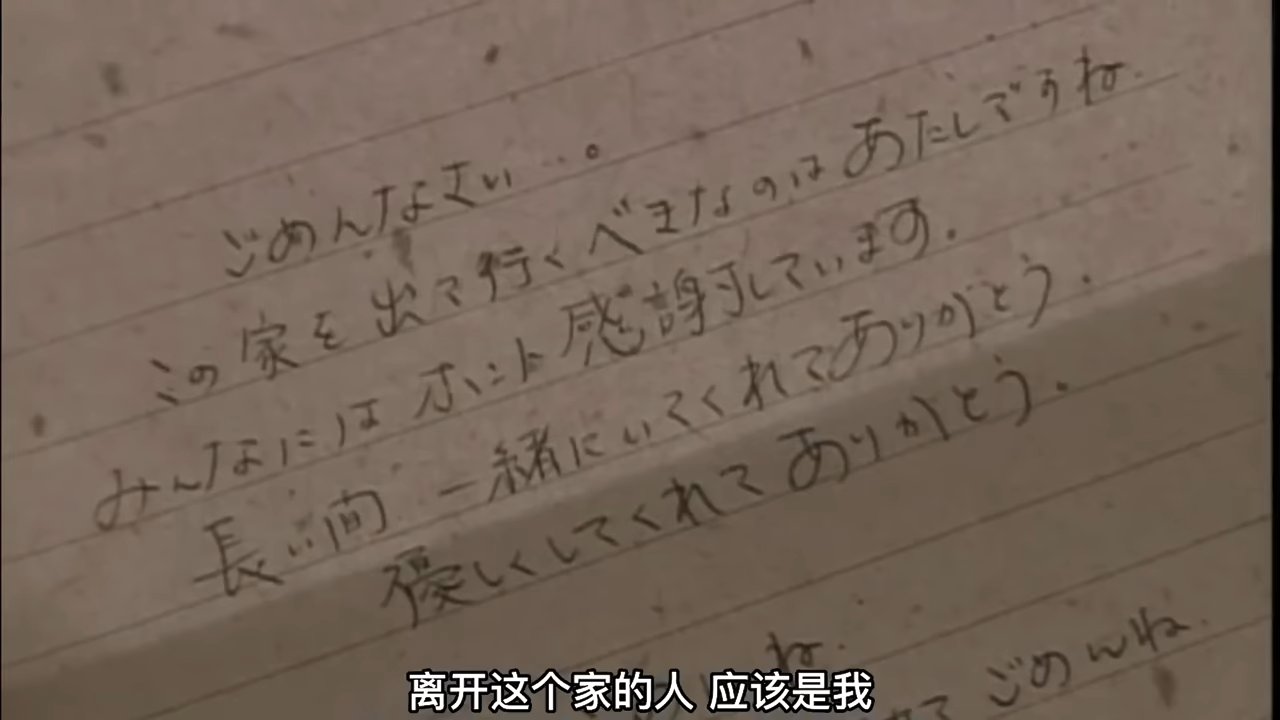 ごめんなさい…。
この家を出て行くべきなのはあたしですね.
みんなにはホント感謝しています.
長い間 一緒にいてくれてありがとう.
優しくしてくれてありがとう.
ね.
ごめんね.
离开这个家的人 应该是我